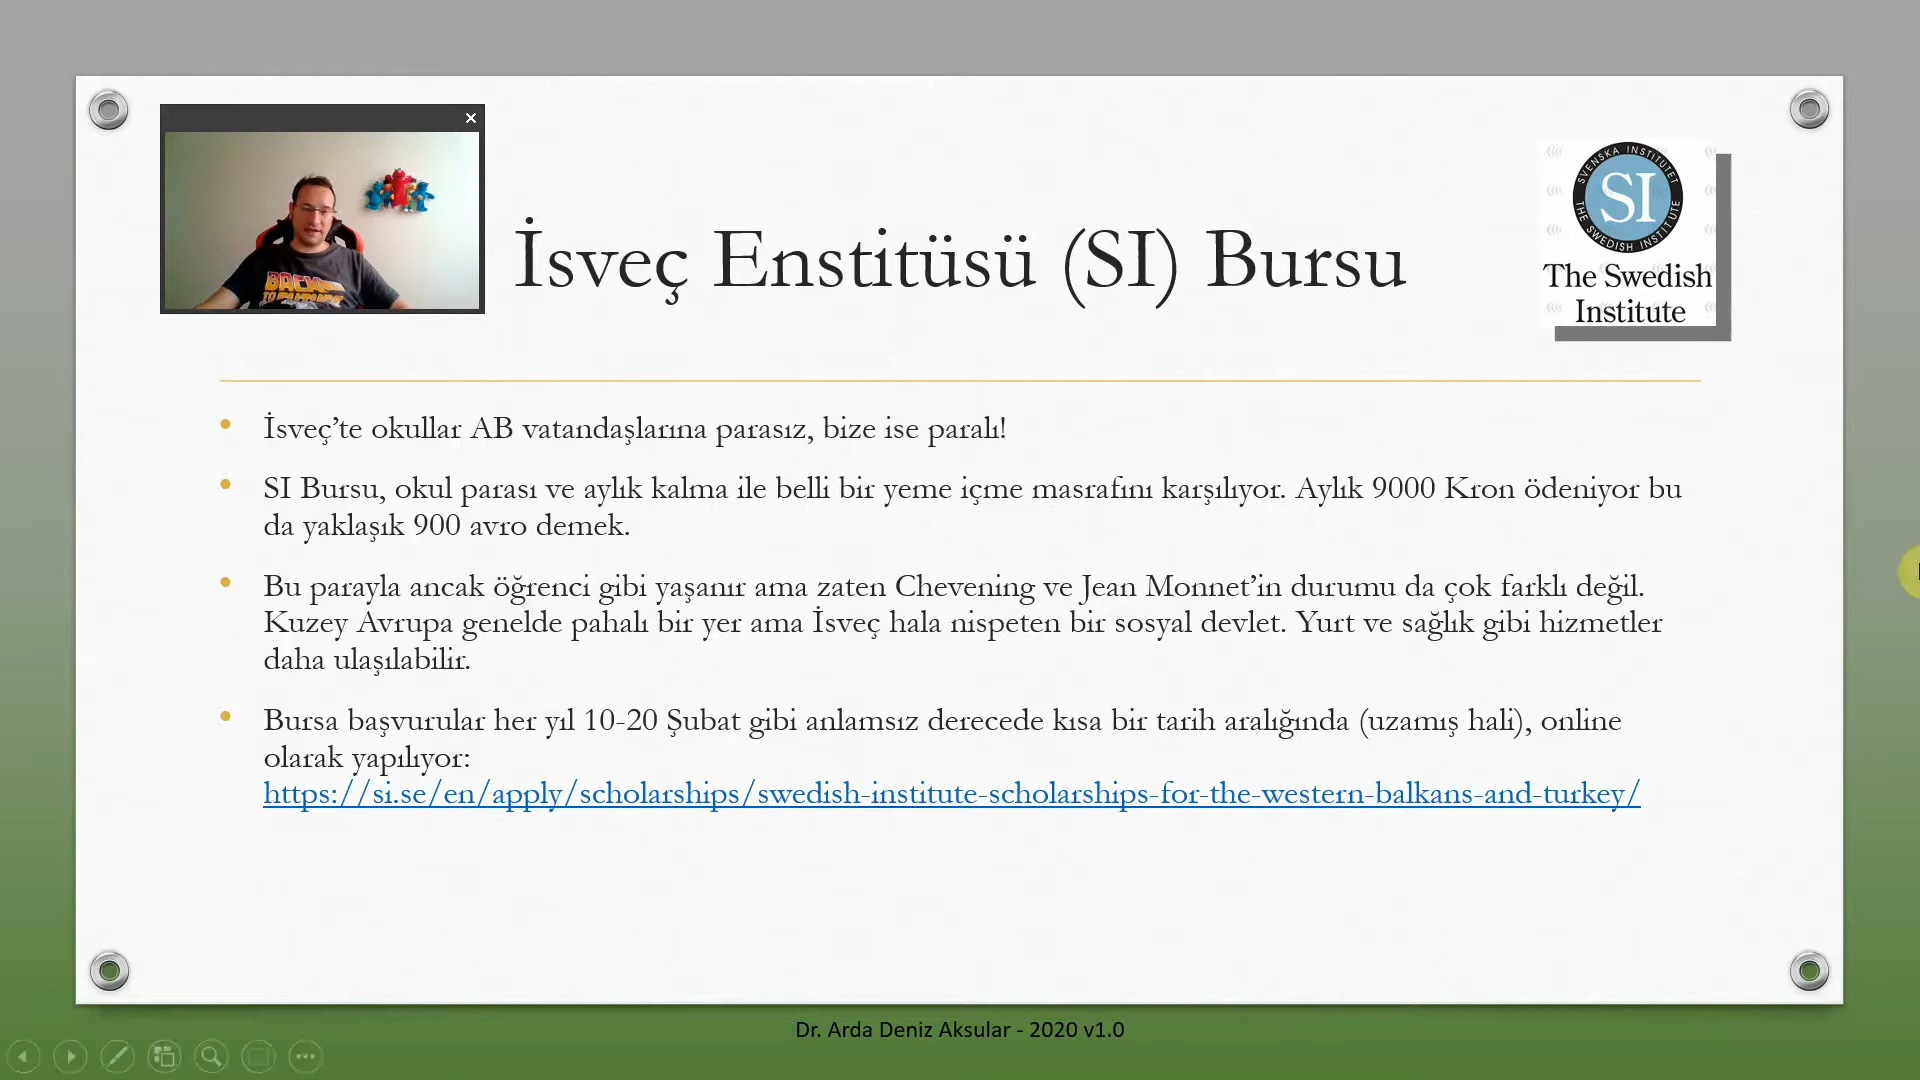 BACK
TO
SVENSKA INSTITUTET
SI
THE SWEDISH INSTITUTE
The Swedish
Institute
İsveç Enstitüsü (SI) Bursu
• İsveç’te okullar AB vatandaşlarına parasız, bize ise paralı!
• SI Bursu, okul parası ve aylık kalma ile belli bir yeme içme masrafını karşılıyor. Aylık 9000 Kron ödeniyor bu
da yaklaşık 900 avro demek.
• Bu parayla ancak öğrenci gibi yaşanır ama zaten Chevening ve Jean Monnet’in durumu da çok farklı değil.
Kuzey Avrupa genelde pahalı bir yer ama İsveç hala nispeten bir sosyal devlet. Yurt ve sağlık gibi hizmetler
daha ulaşılabilir.
• Bursa başvurular her yıl 10-20 Şubat gibi anlamsız derecede kısa bir tarih aralığında (uzamış hali), online
olarak yapılıyor:
https://si.se/en/apply/scholarships/swedish-institute-scholarships-for-the-western-balkans-and-turkey/
Dr. Arda Deniz Aksular - 2020 v1.0